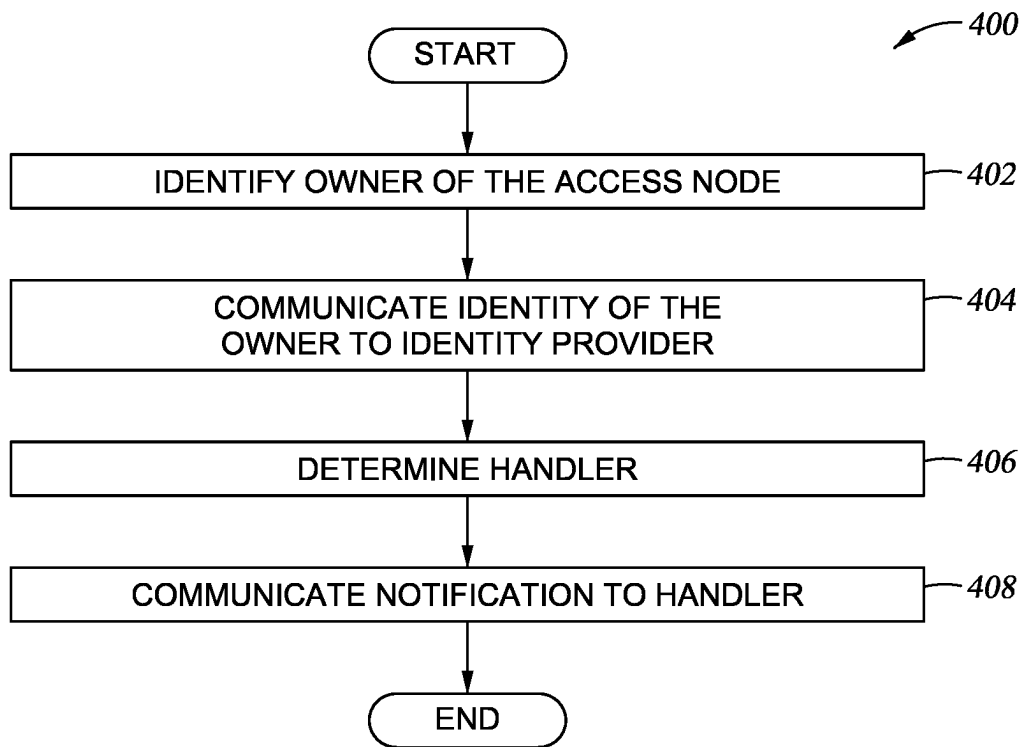 400
START
IDENTIFY OWNER OF THE ACCESS NODE
402
COMMUNICATE IDENTITY OF THE
OWNER TO IDENTITY PROVIDER
404
DETERMINE HANDLER
406
COMMUNICATE NOTIFICATION TO HANDLER
408
END